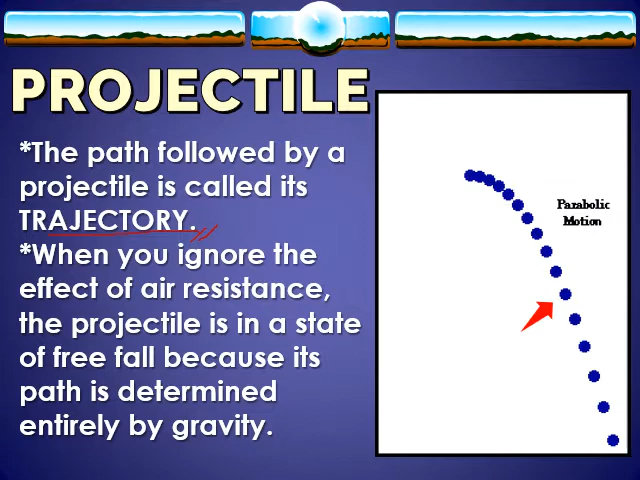 PROJECTILE
*The path followed by a
projectile is called its
TRAJECTORY.
*When you ignore the
effect of air resistance,
the projectile is in a state
of free fall because its
path is determined
entirely by gravity.
Parabolic
Motion